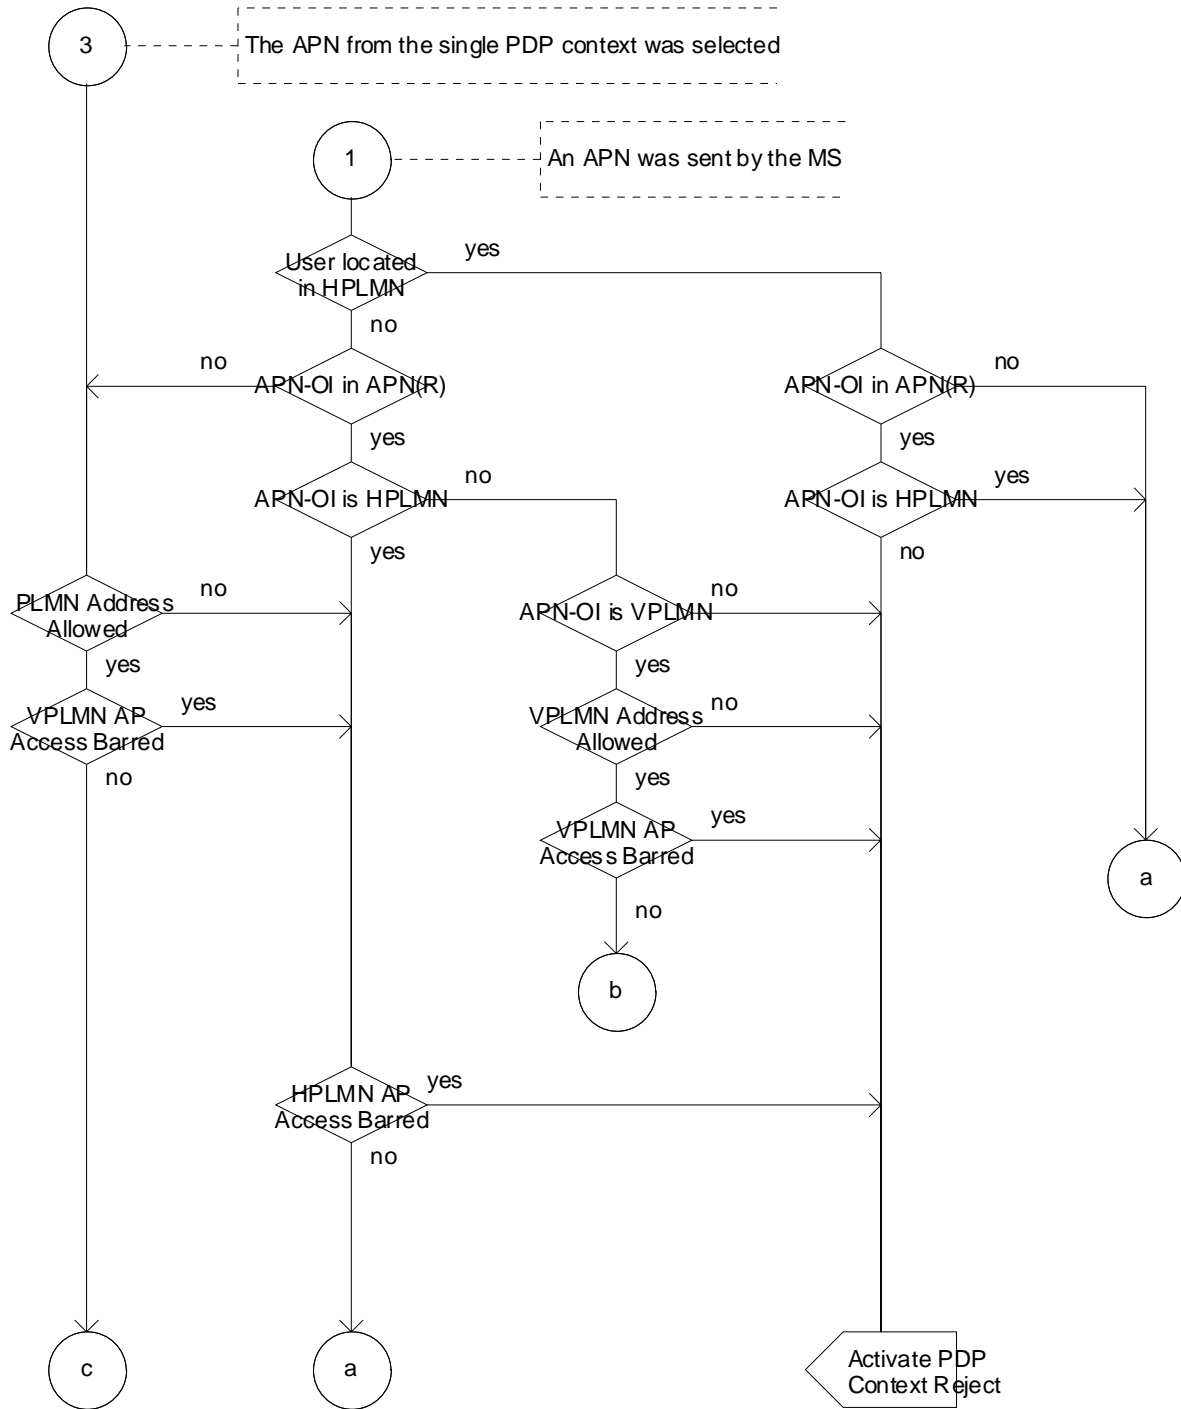 3
The APN from the single PDP context was selected
1
An APN was sent by the MS
User located
in HPLMN
yes
no
no
APN-OI in APN(R)
APN-OI in APN(R)
no
yes
yes
APN-OI is HPLMN
no
APN-OI is HPLMN
yes
yes
no
PLMN Address
Allowed
no
APN-OI is VPLMN
no
yes
yes
VPLMN AP
Access Barred
yes
VPLMN Address
Allowed
no
no
yes
VPLMN AP
Access Barred
yes
a
no
b
HPLMN AP
Access Barred
yes
no
c
a
Activate PDP
Context Reject